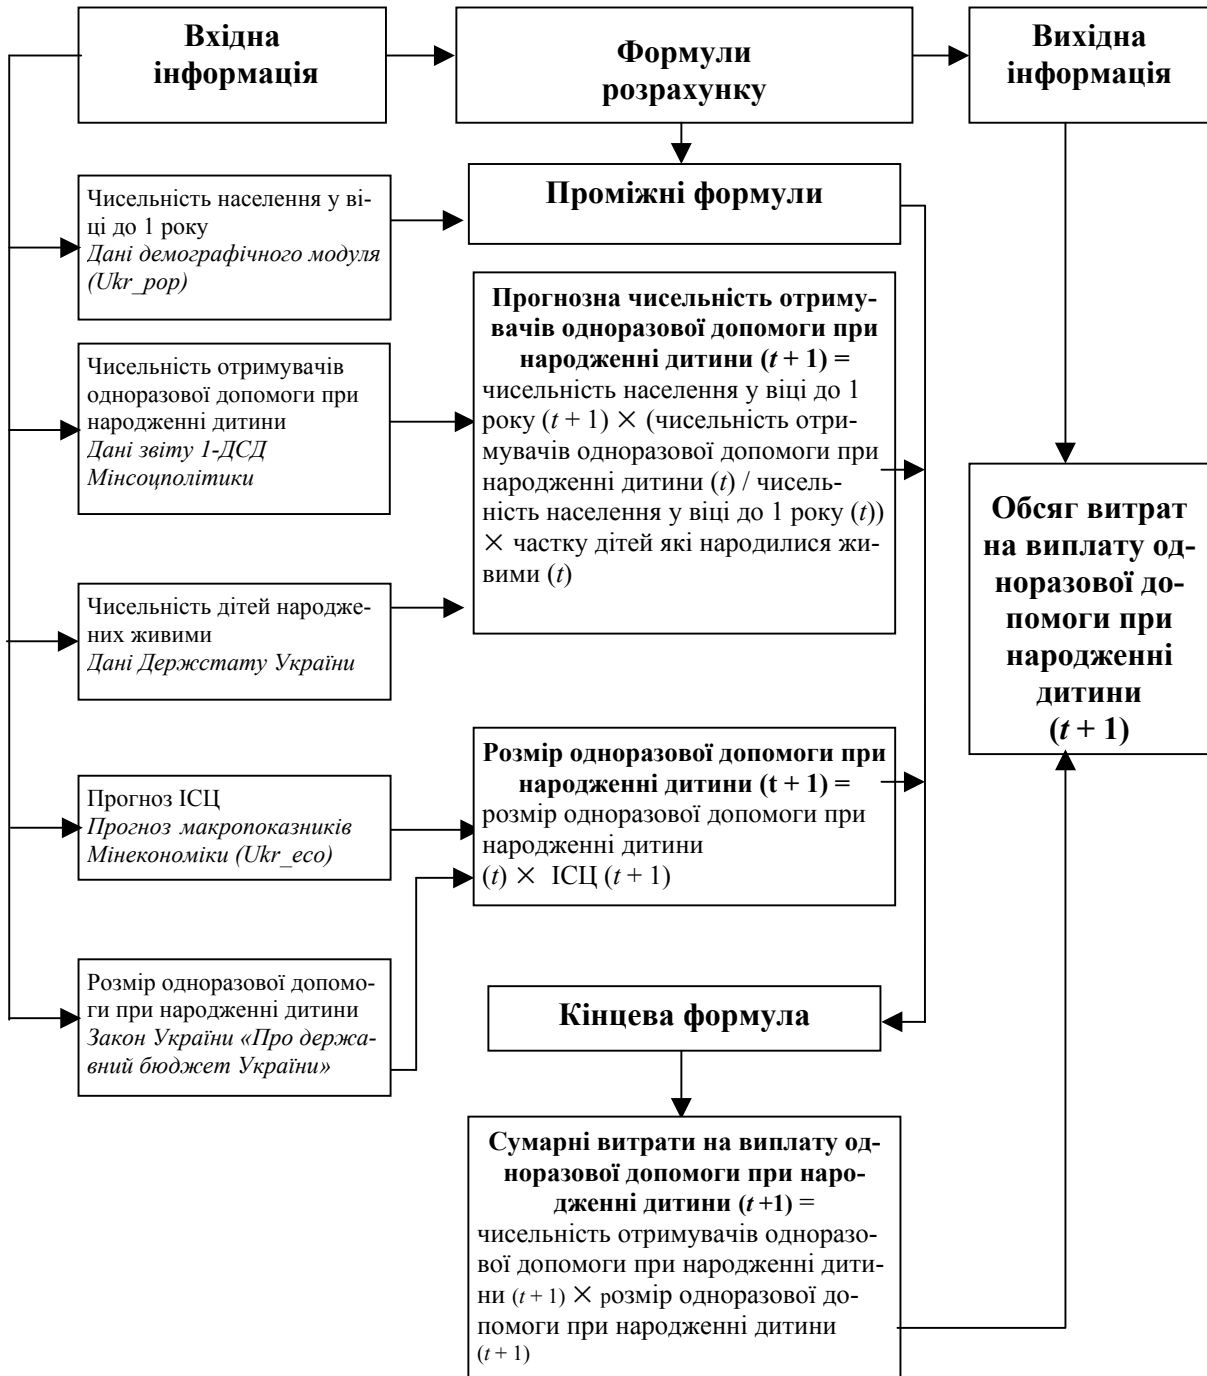 Вхідна
інформація
Формули
розрахунку
Вихідна
інформація
Чисельність населення у ві-
ці до 1 року
Дані демографічного модуля
(Ukr_pop)
Чисельність отримувачів
одноразової допомоги при
народженні дитини
Дані звіту 1-ДСД
Мінсоцполітики
Чисельність дітей народже-
них живими
Дані Держстату України
Прогноз ІСЦ
Прогноз макропоказників
Мінекономіки (Ukr_eco)
Розмір одноразової допомо-
ги при народженні дитини
Закон України «Про держа-
вний бюджет України»
Проміжні формули
Прогнозна чисельність отриму-
вачів одноразової допомоги при
народженні дитини (t + 1) =
чисельність населення у віці до 1
року (t + 1) × (чисельність отри-
мувачів одноразової допомоги при
народженні дитини (t) / чисель-
ність населення у віці до 1 року (t))
× частку дітей які народилися жи-
вими (t)
Розмір одноразової допомоги при
народженні дитини (t + 1) =
розмір одноразової допомоги при
народженні дитини
(t) × ІСЦ (t + 1)
Кінцева формула
Сумарні витрати на виплату од-
норазової допомоги при наро-
дженні дитини (t +1) =
чисельність отримувачів одноразо-
вої допомоги при народженні дити-
ни (t + 1) × розмір одноразової до-
помоги при народженні дитини
(t + 1)
Обсяг витрат
на виплату од-
норазової до-
помоги при
народженні
дитини
(t + 1)